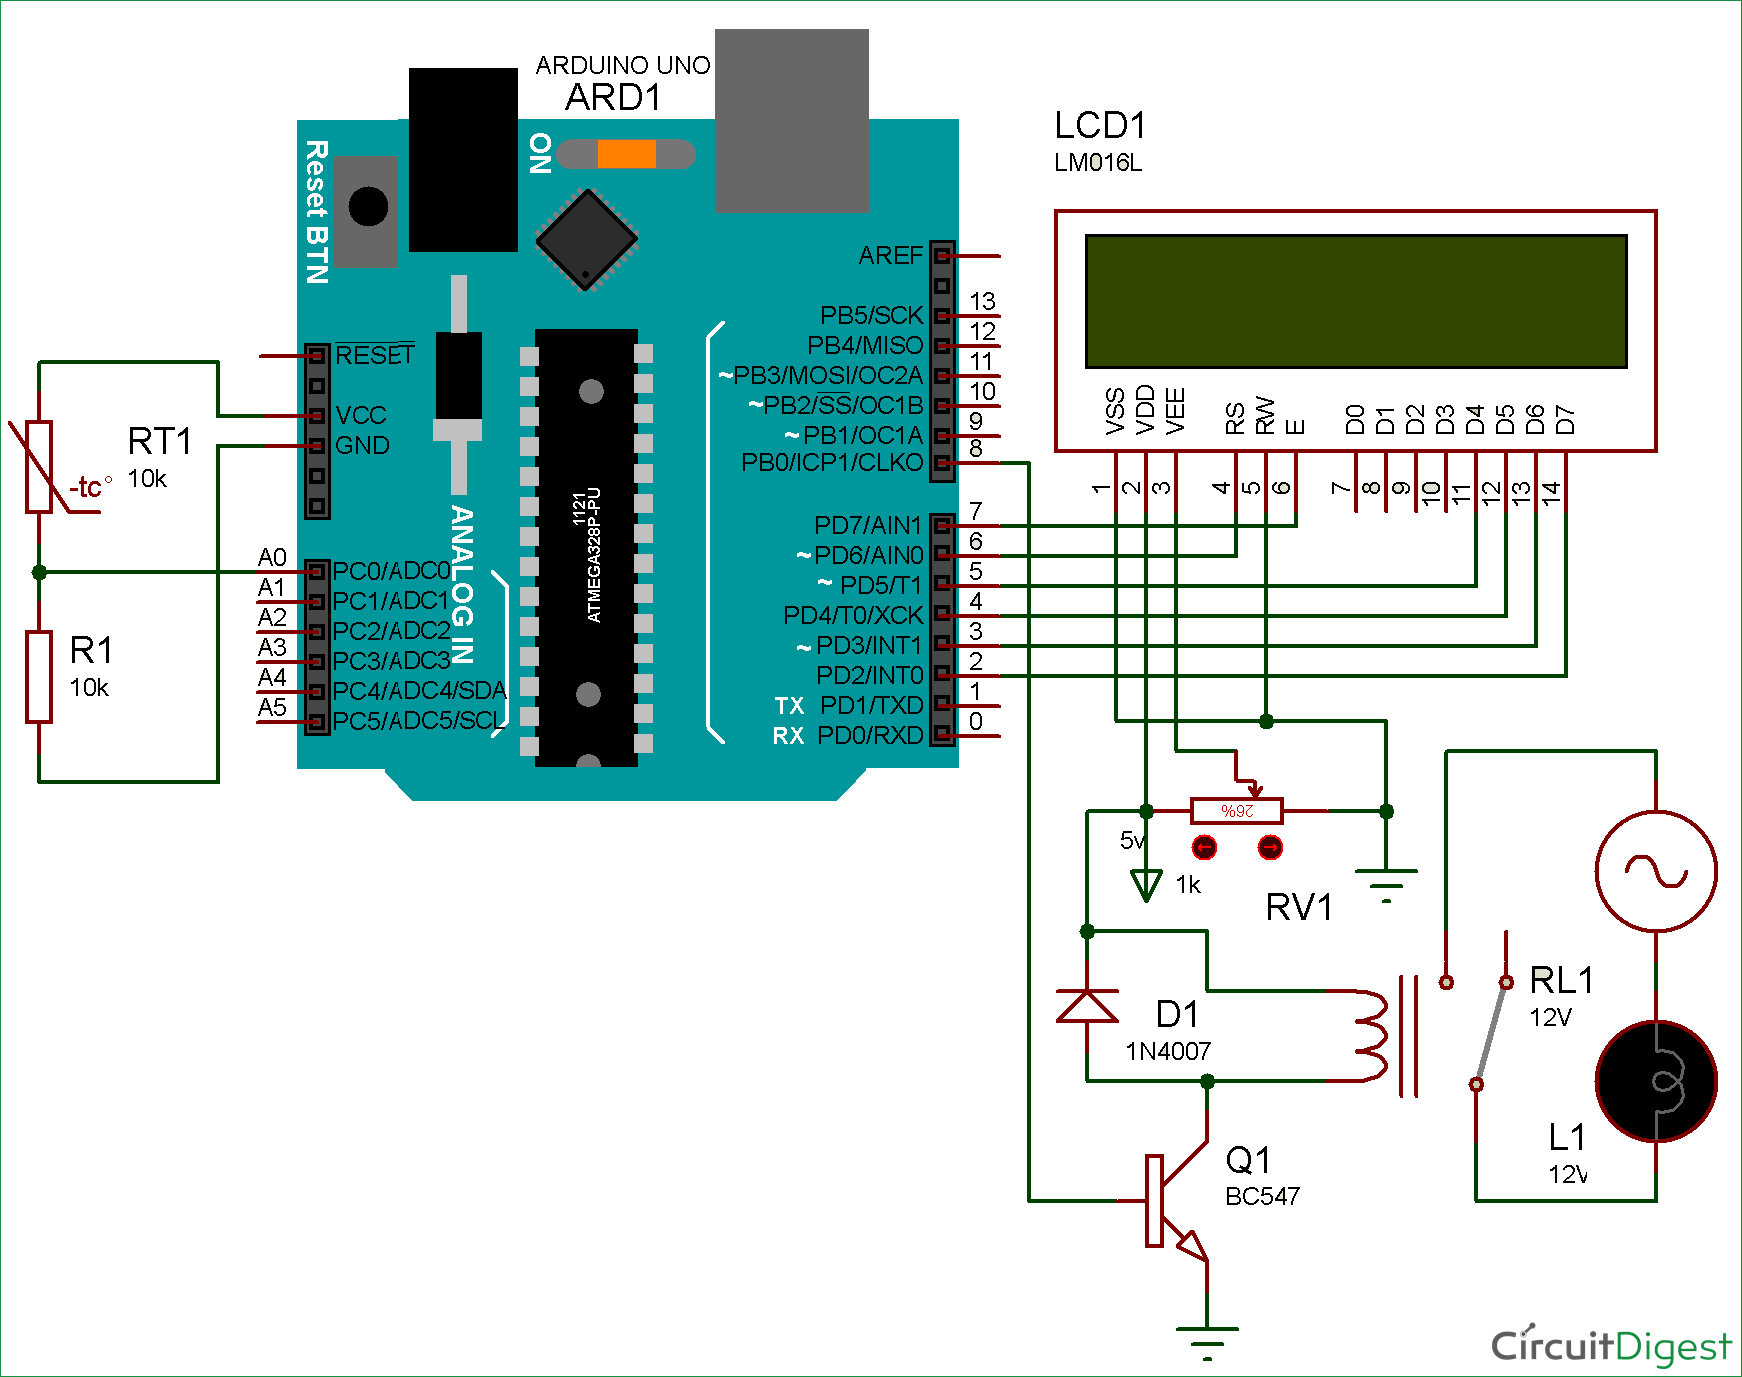 ARDUINO UNO
ARD1
ON
Reset BTN
RESET
VCC
GND
AREF
PB5/SCK 13
PB4/MISO 12
~PB3/MOSI/OC2A 11
~PB2/SS/OC1B 10
~PB1/OC1A 9
PB0/ICP1/CLKO 8
PD7/AIN1 7
~PD6/AIN0 6
~PD5/T1 5
PD4/T0/XCK 4
~PD3/INT1 3
PD2/INT0 2
TX PD1/TXD 1
RX PD0/RXD 0
1121
ATMEGA328P-PU
ANALOG IN
A0 PC0/ADC0
A1 PC1/ADC1
A2 PC2/ADC2
A3 PC3/ADC3
A4 PC4/ADC4/SDA
A5 PC5/ADC5/SCL
RT1
10k
-tc°
R1
10k
LCD1
LM016L
VSS VDD VEE RS RW E D0 D1 D2 D3 D4 D5 D6 D7
1 2 3 4 5 6 7 8 9 10 11 12 13 14
26%
5v
1k
RV1
D1
1N4007
RL1
12V
L1
12V
Q1
BC547
CircuitDigest